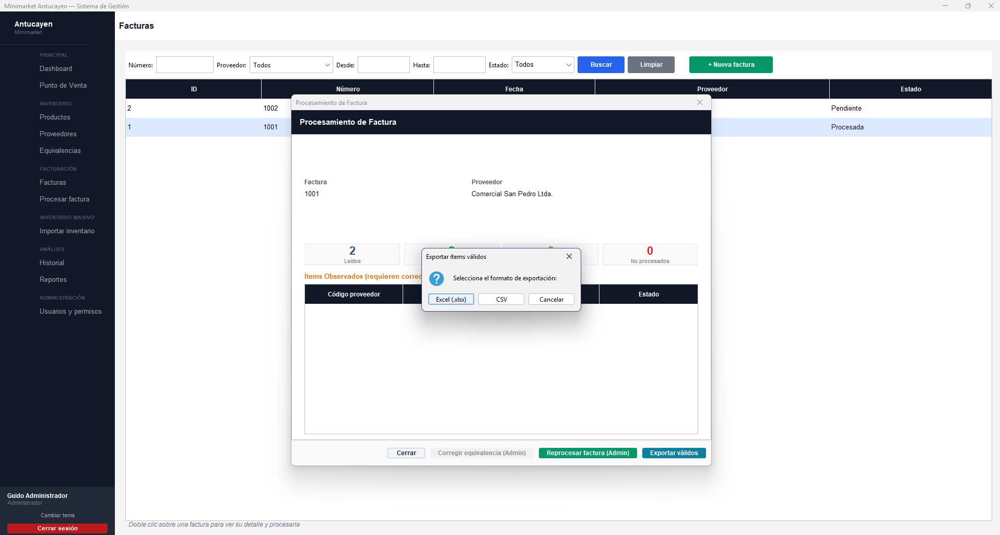 Minimarket Antucayen — Sistema de Gestión
Antucayen
Minimarket
PRINCIPAL
Dashboard
Punto de Venta
INVENTARIO
Productos
Proveedores
Equivalencias
FACTURACIÓN
Facturas
Procesar factura
INVENTARIO MASIVO
Importar inventario
ANÁLISIS
Historial
Reportes
ADMINISTRACIÓN
Usuarios y permisos
Guido Administrador
Administrador
Cambiar tema
Cerrar sesión
Facturas
Número: Proveedor: Todos Desde: Hasta: Estado: Todos Buscar Limpiar + Nueva factura
ID Número Fecha Proveedor Estado
2 1002 Pendiente
1 1001 Procesada
Procesamiento de Factura
Procesamiento de Factura
Factura Proveedor
1001 Comercial San Pedro Ltda.
2 0
Leídos No procesados
Ítems Observados (requieren
Código proveedor Estado
Exportar ítems válidos
Selecciona el formato de exportación:
Excel (.xlsx) CSV Cancelar
Cerrar Corregir equivalencia (Admin) Reprocesar factura (Admin) Exportar válidos
Doble clic sobre una factura para ver su detalle y procesarla